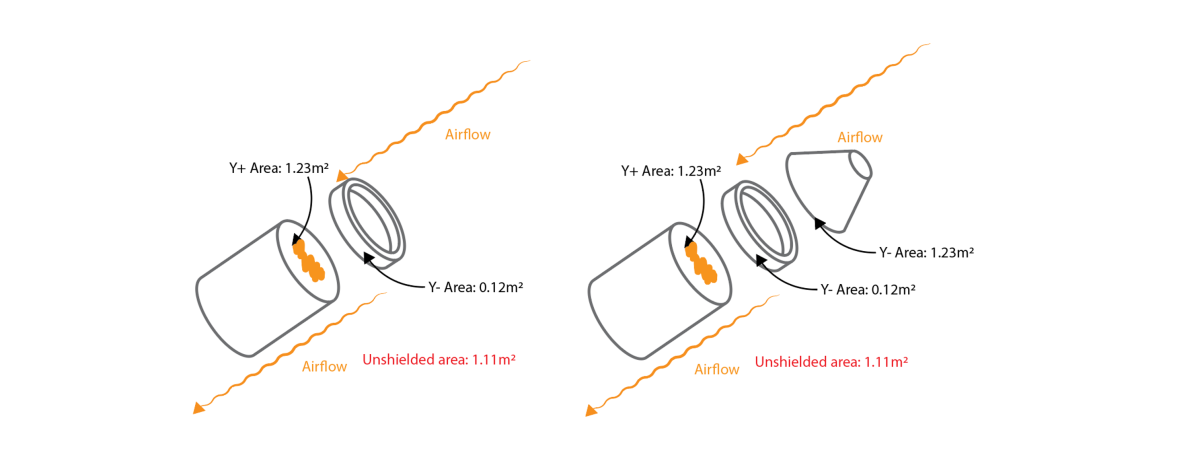 Airflow
Y+ Area: 1.23m²
Y- Area: 0.12m²
Unshielded area: 1.11m²
Airflow
Airflow
Y+ Area: 1.23m²
Y- Area: 1.23m²
Y- Area: 0.12m²
Unshielded area: 1.11m²
Airflow